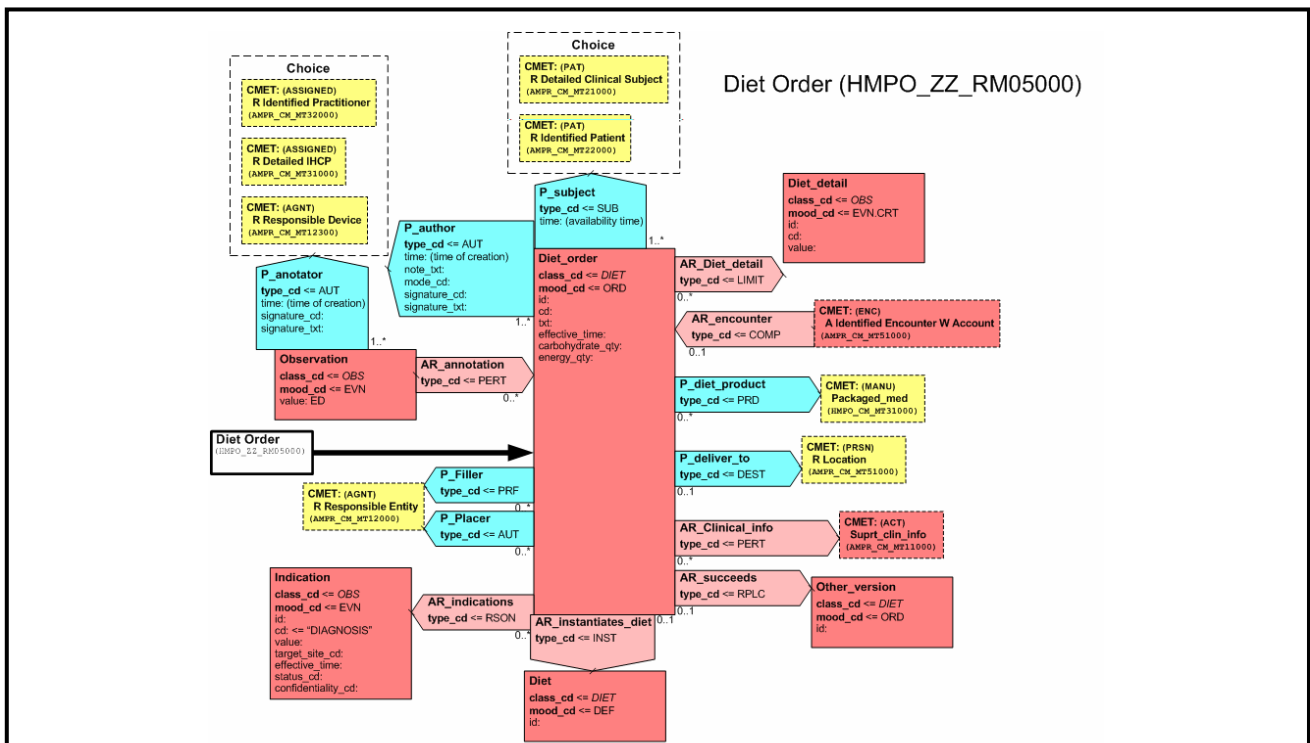 Diet Order (HMPO_ZZ_RM05000)
Choice
CMET: (ASSIGNED)
R Identified Practitioner
(AMPR_CM_MT32000)
CMET: (ASSIGNED)
R Detailed IHCP
(AMPR_CM_MT31000)
CMET: (AGNT)
R Responsible Device
(AMPR_CM_MT12300)
Choice
CMET: (PAT)
R Detailed Clinical Subject
(AMPR_CM_MT21000)
CMET: (PAT)
R Identified Patient
(AMPR_CM_MT22000)
P_subject
type_cd <= SUB
time: (availability time)
1..*
P_author
type_cd <= AUT
time: (time of creation)
note_txt:
mode_cd:
signature_cd:
signature_txt:
1..*
P_anotator
type_cd <= AUT
time: (time of creation)
signature_cd:
signature_txt:
1..*
Observation
class_cd <= OBS
mood_cd <= EVN
value: ED
AR_annotation
type_cd <= PERT
0..*
Diet Order
(HMPO_ZZ_RM05000)
Diet_order
class_cd <= DIET
mood_cd <= ORD
id:
cd:
txt:
effective_time:
carbohydrate_qty:
energy_qty:
Diet_detail
class_cd <= OBS
mood_cd <= EVN.CRT
id:
cd:
value:
AR_Diet_detail
type_cd <= LIMIT
0..*
AR_encounter
type_cd <= COMP
0..1
CMET: (ENC)
A Identified Encounter W Account
(AMPR_CM_MT51000)
P_diet_product
type_cd <= PRD
0..*
CMET: (MANU)
Packaged_med
(HMPO_CM_MT31000)
P_deliver_to
type_cd <= DEST
0..1
CMET: (PRSN)
R Location
(AMPR_CM_MT51000)
P_Filler
type_cd <= PRF
0..*
P_Placer
type_cd <= AUT
0..*
CMET: (AGNT)
R Responsible Entity
(AMPR_CM_MT12000)
AR_Clinical_info
type_cd <= PERT
0..*
CMET: (ACT)
Suprt_clin_info
(AMPR_CM_MT11000)
AR_succeeds
type_cd <= RPLC
0..1
Other_version
class_cd <= DIET
mood_cd <= ORD
id:
Indication
class_cd <= OBS
mood_cd <= EVN
id:
cd: <= “DIAGNOSIS”
value:
target_site_cd:
effective_time:
status_cd:
confidentiality_cd:
AR_indications
type_cd <= RSON
0..*
AR_instantiates_diet
type_cd <= INST
0..1
Diet
class_cd <= DIET
mood_cd <= DEF
id: